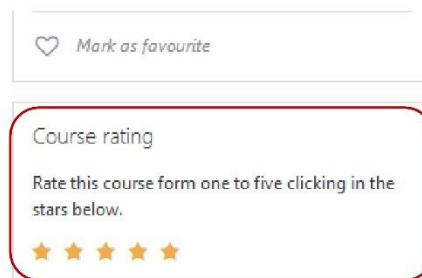 Mark as favourite
Course rating
Rate this course form one to five clicking in the
stars below.